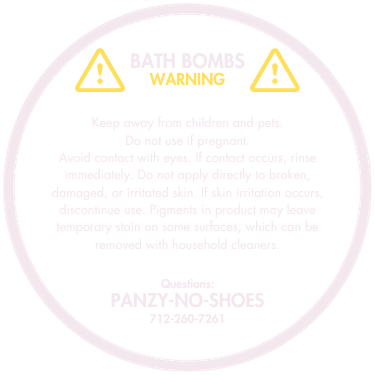 BATH BOMBS
WARNING
Keep away from children and pets.
Do not use if pregnant.
Avoid contact with eyes. If contact occurs, rinse
immediately. Do not apply directly to broken,
damaged, or irritated skin. If skin irritation occurs,
discontinue use. Pigments in product may leave
temporary stain on some surfaces, which can be
removed with household cleaners.
Questions:
PANZY-NO-SHOES
712-260-7261